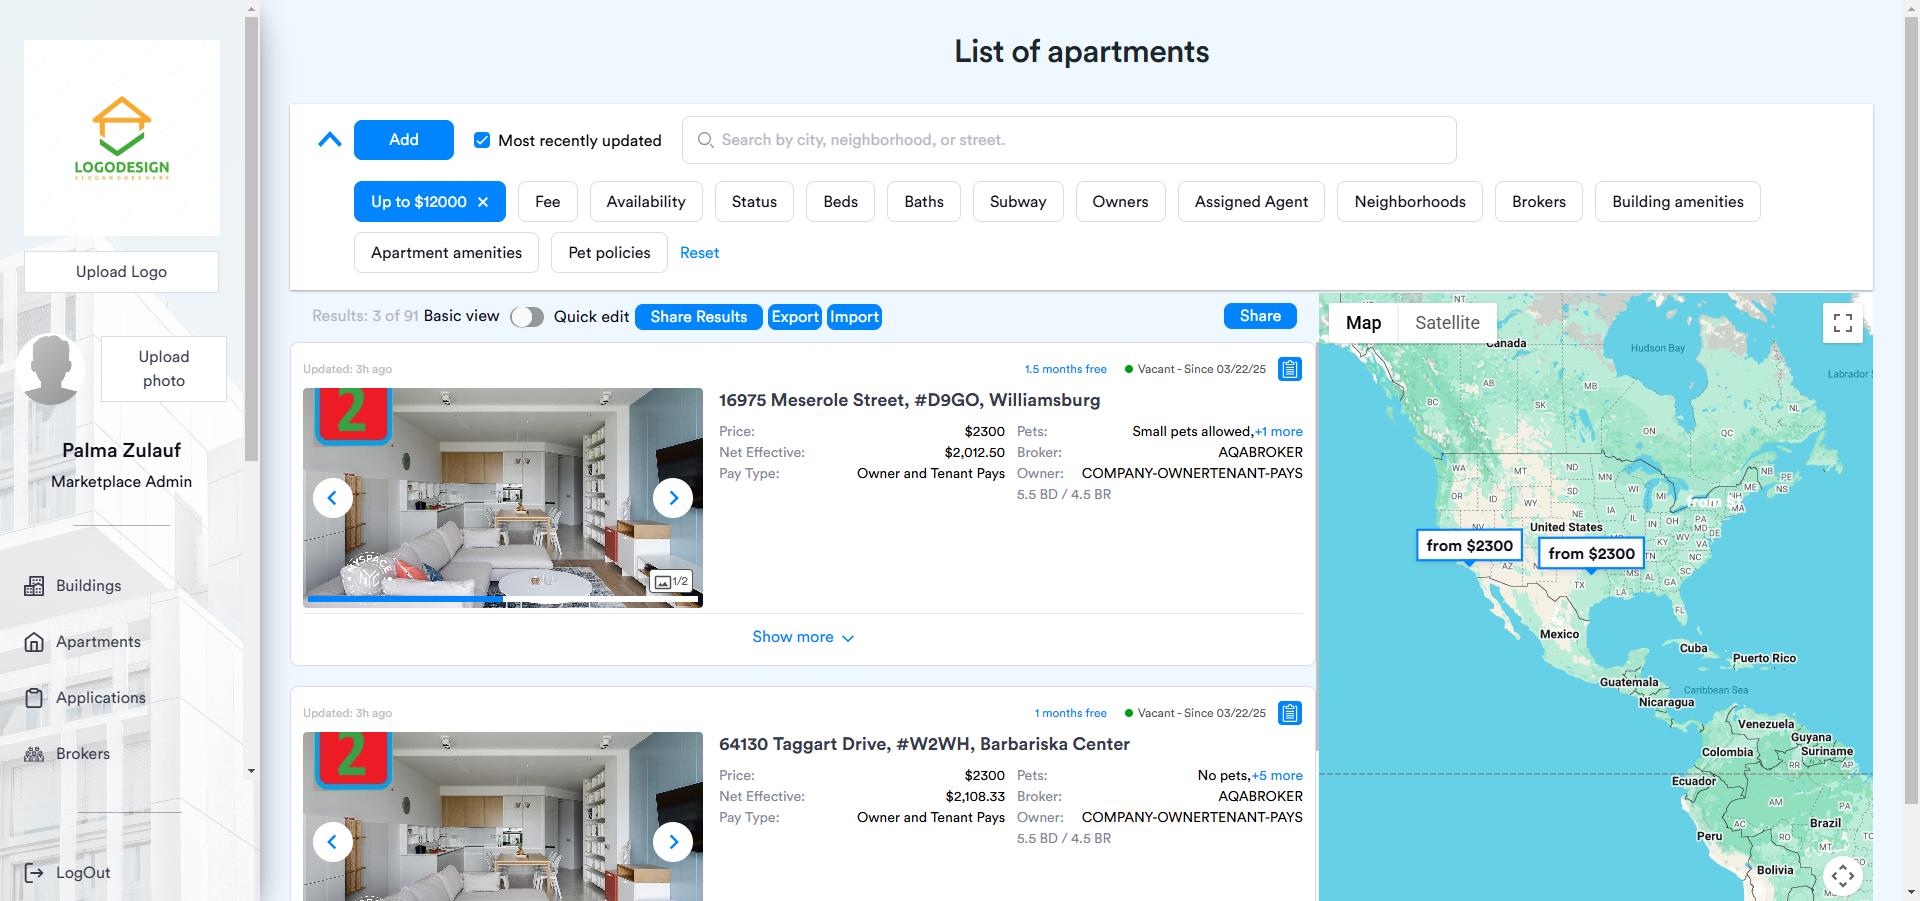 List of apartments
LOGODESIGN
SLOGANGOESHERE
Upload Logo
Upload
photo
Palma Zulauf
Marketplace Admin
Buildings
Apartments
Applications
Brokers
LogOut
Add
Most recently updated
Search by city, neighborhood, or street.
Up to $12000 ×
Fee
Availability
Status
Beds
Baths
Subway
Owners
Assigned Agent
Neighborhoods
Brokers
Building amenities
Apartment amenities
Pet policies
Reset
Results: 3 of 91 Basic view Quick edit Share Results Export Import Share
Updated: 3h ago 1.5 months free Vacant - Since 03/22/25
2
1/2
16975 Meserole Street, #D9GO, Williamsburg
Price: $2300 Pets: Small pets allowed,+1 more
Net Effective: $2,012.50 Broker: AQABROKER
Pay Type: Owner and Tenant Pays Owner: COMPANY-OWNERTENANT-PAYS
5.5 BD / 4.5 BR
Show more
Updated: 3h ago 1 months free Vacant - Since 03/22/25
2
64130 Taggart Drive, #W2WH, Barbariska Center
Price: $2300 Pets: No pets,+5 more
Net Effective: $2,108.33 Broker: AQABROKER
Pay Type: Owner and Tenant Pays Owner: COMPANY-OWNERTENANT-PAYS
5.5 BD / 4.5 BR
Map Satellite
NT
Canada
Hudson Bay
Labrador
AB
MB
BC
SK
NL
ON
QC
WA
MT
ND
NB
PE
OR
ID
SD
MN
WI
MI
ME
NS
NH
WY
NE
IA
MA
NV
United States
IL
IN
OH
PA
MD
DE
NC
KY
WV
VA
TN
from $2300
from $2300
AZ
TX
MS
AL
GA
SC
LA
FL
Mexico
Cuba
Puerto Rico
Guatemala
Caribbean Sea
Nicaragua
Venezuela
Guyana
Colombia
Suriname
RR
AP
Ecuador
AM
PA
AC
RO
TO
Peru
Brazil
MT
Bolivia